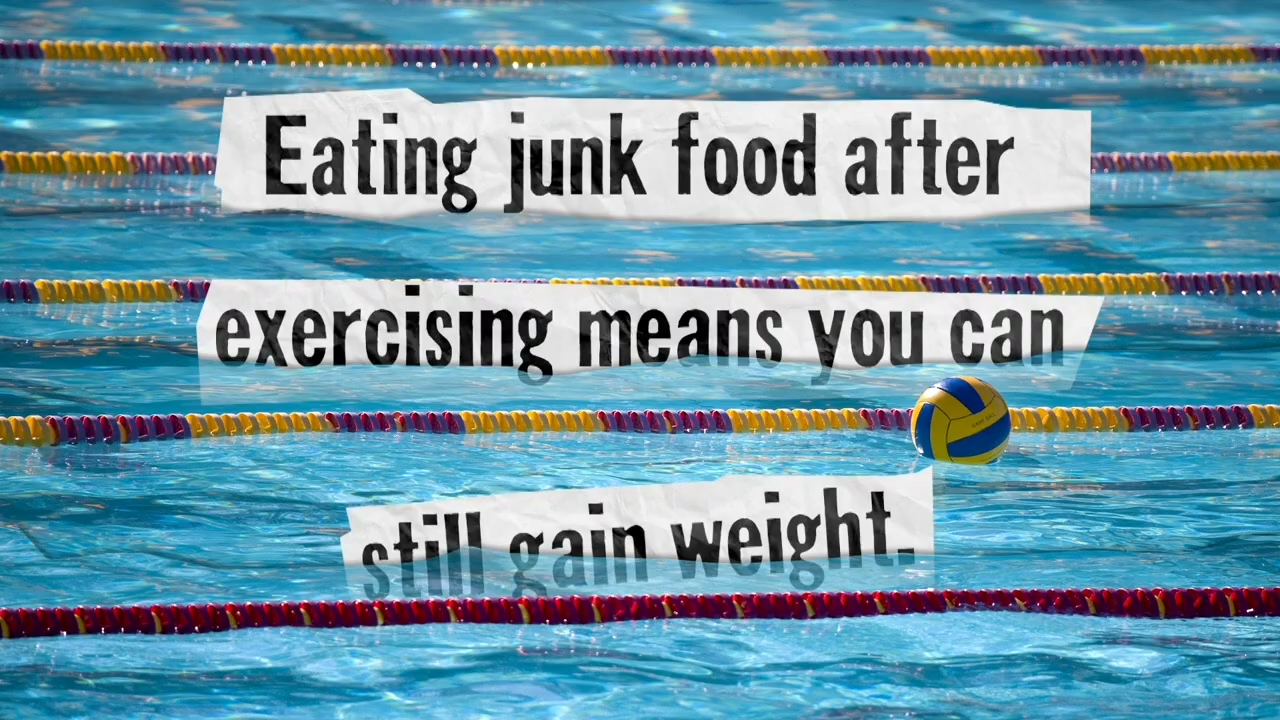 Eating junk food after
exercising means you can
still gain weight.